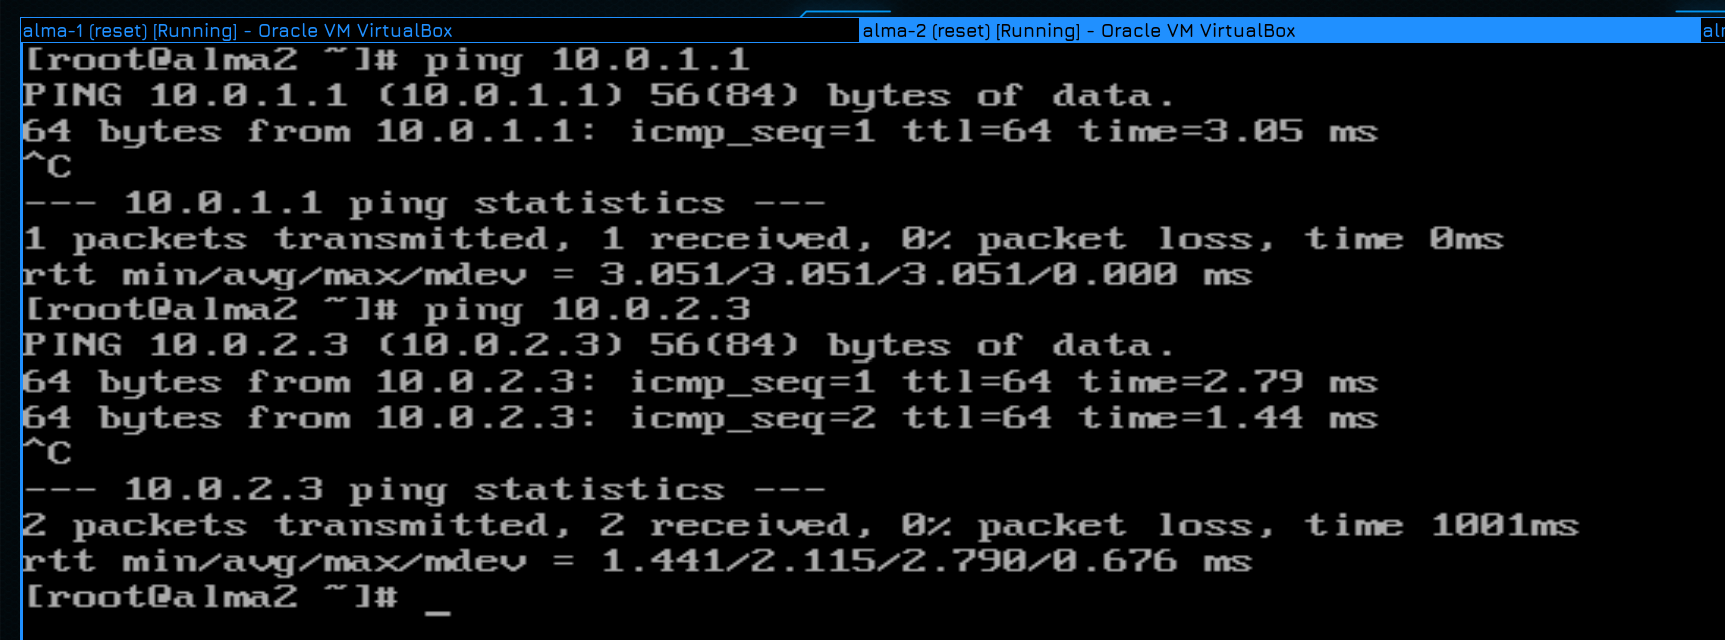 alma-1 (reset) [Running] - Oracle VM VirtualBox
alma-2 (reset) [Running] - Oracle VM VirtualBox
[root@alma2 ~]# ping 10.0.1.1
PING 10.0.1.1 (10.0.1.1) 56(84) bytes of data.
64 bytes from 10.0.1.1: icmp_seq=1 ttl=64 time=3.05 ms
^C
--- 10.0.1.1 ping statistics ---
1 packets transmitted, 1 received, 0% packet loss, time 0ms
rtt min/avg/max/mdev = 3.051/3.051/3.051/0.000 ms
[root@alma2 ~]# ping 10.0.2.3
PING 10.0.2.3 (10.0.2.3) 56(84) bytes of data.
64 bytes from 10.0.2.3: icmp_seq=1 ttl=64 time=2.79 ms
64 bytes from 10.0.2.3: icmp_seq=2 ttl=64 time=1.44 ms
^C
--- 10.0.2.3 ping statistics ---
2 packets transmitted, 2 received, 0% packet loss, time 1001ms
rtt min/avg/max/mdev = 1.441/2.115/2.790/0.676 ms
[root@alma2 ~]# _